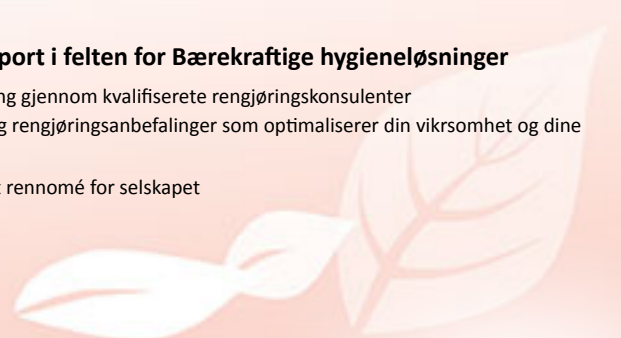 port i felten for Bærekraftige hygieneløsninger
ng gjennom kvalifiserete rengjøringskonsulenter
g rengjøringsanbefalinger som optimaliserer din vikrsomhet og dine
t rennomé for selskapet